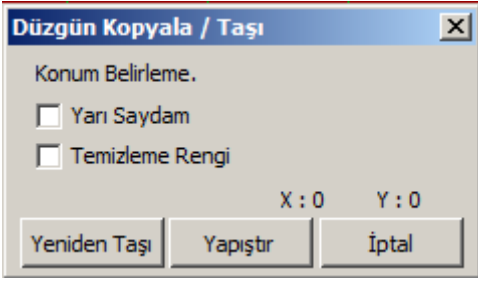 Düzgün Kopyala / Taşı
Konum Belirleme.
Yarı Saydam
Temizleme Rengi
X : 0 Y : 0
Yeniden Taşı Yapıştır İptal